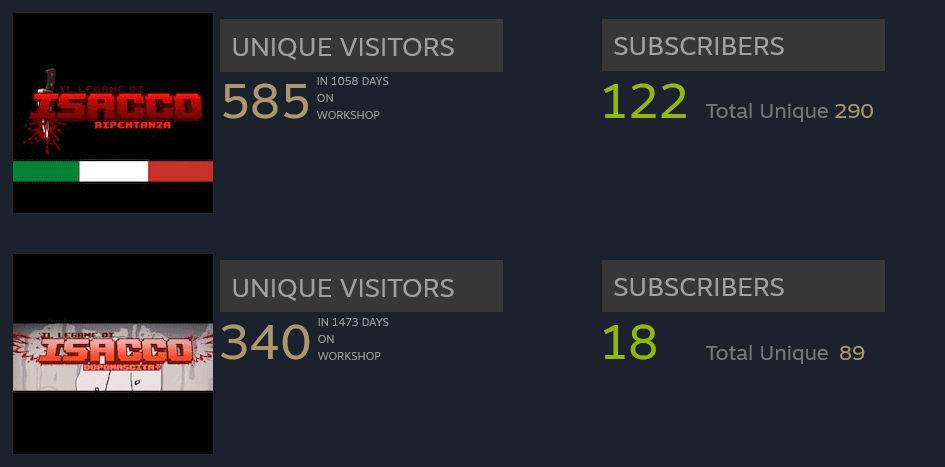 IL LEGAME DI
ISACCO
RIPENTANZA
UNIQUE VISITORS
585
IN 1058 DAYS
ON
WORKSHOP
SUBSCRIBERS
122
Total Unique 290
IL LEGAME DI
ISACCO
DOPONASCITA+
UNIQUE VISITORS
340
IN 1473 DAYS
ON
WORKSHOP
SUBSCRIBERS
18
Total Unique 89